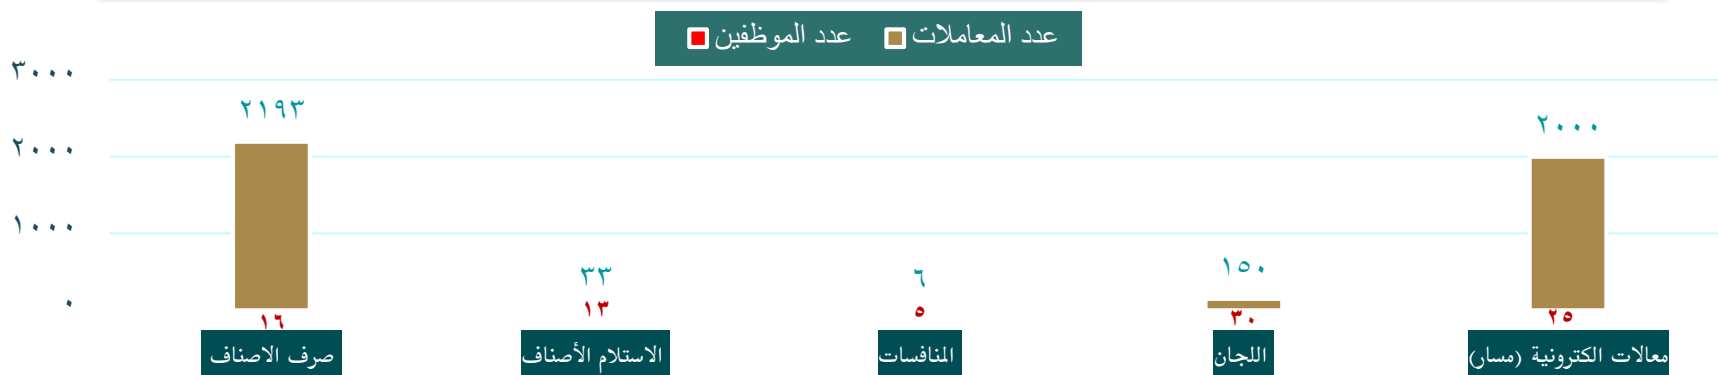 عدد المعاملات عدد الموظفين
٣٠٠٠
٢١٩٣
٢٠٠٠
٢٠٠٠
١٠٠٠
١٥٠
٦
٣٣
٠
٢٥
٣٠
٥
١٣
١٦
معالات الكترونية (مسار)
اللجان
المنافسات
الاستلام الأصناف
صرف الاصناف